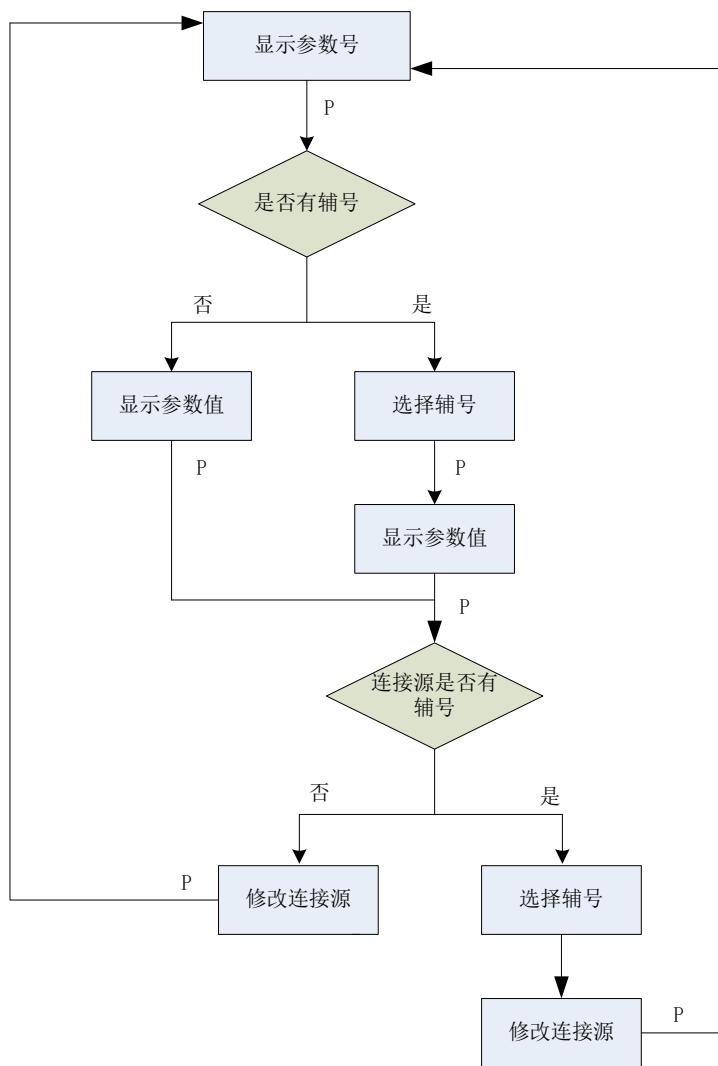 显示参数号
P
是否有辅号
否
是
显示参数值
选择辅号
P
P
显示参数值
P
连接源是否有
辅号
否
是
P
修改连接源
选择辅号
修改连接源
P